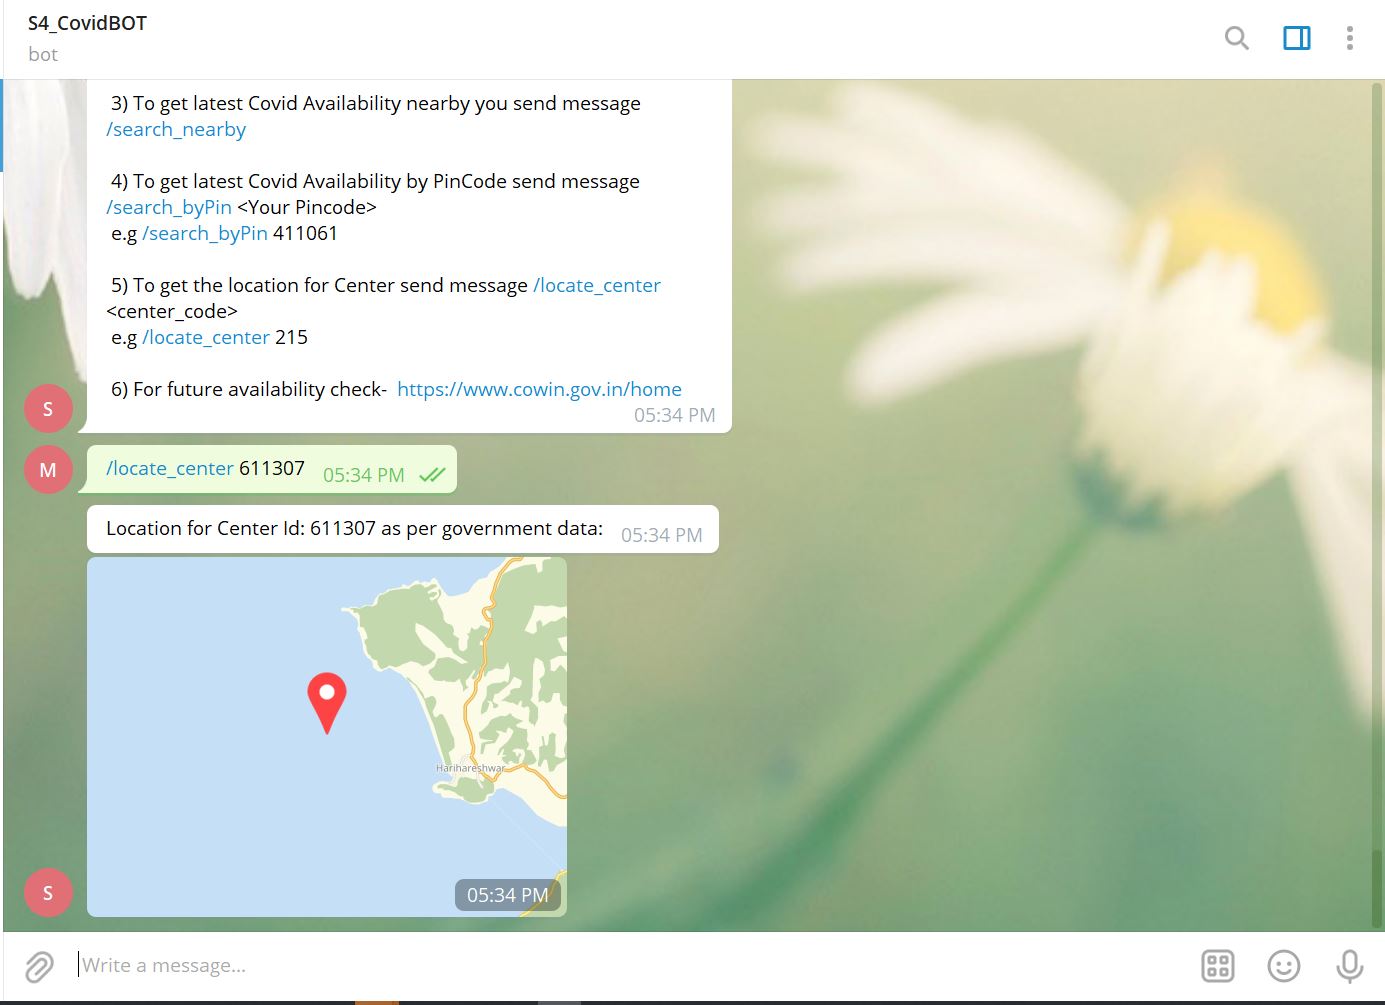 S4_CovidBOT
bot
3) To get latest Covid Availability nearby you send message
/search_nearby
4) To get latest Covid Availability by PinCode send message
/search_byPin <Your Pincode>
e.g /search_byPin 411061
5) To get the location for Center send message /locate_center
<center_code>
e.g /locate_center 215
6) For future availability check-  https://www.cowin.gov.in/home
05:34 PM
S
M
/locate_center 611307 05:34 PM
Location for Center Id: 611307 as per government data: 05:34 PM
Harihareshwar
05:34 PM
S
Write a message...